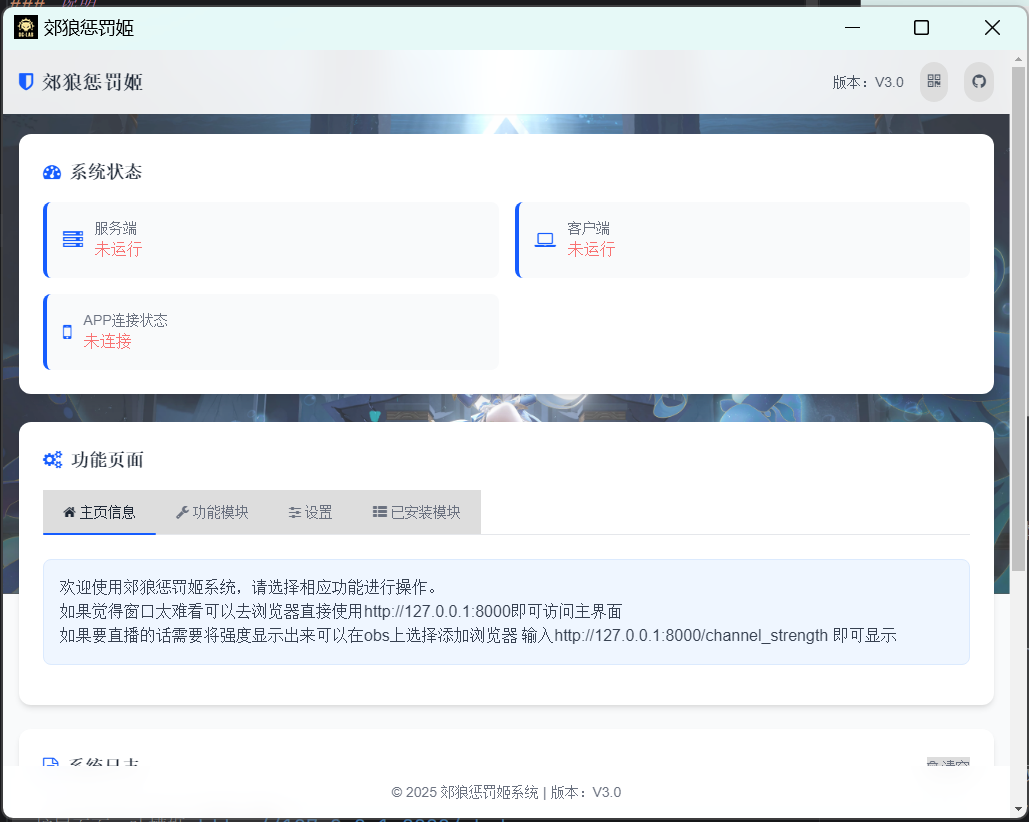 郊狼惩罚姬
郊狼惩罚姬
版本：V3.0
系统状态
服务端
未运行
客户端
未运行
APP连接状态
未连接
功能页面
主页信息 功能模块 设置 已安装模块
欢迎使用郊狼惩罚姬系统，请选择相应功能进行操作。
如果觉得窗口太难看可以去浏览器直接使用http://127.0.0.1:8000即可访问主界面
如果要直播的话需要将强度显示出来可以在obs上选择添加浏览器 输入http://127.0.0.1:8000/channel_strength 即可显示
系统日志
清空
© 2025 郊狼惩罚姬系统 | 版本：V3.0